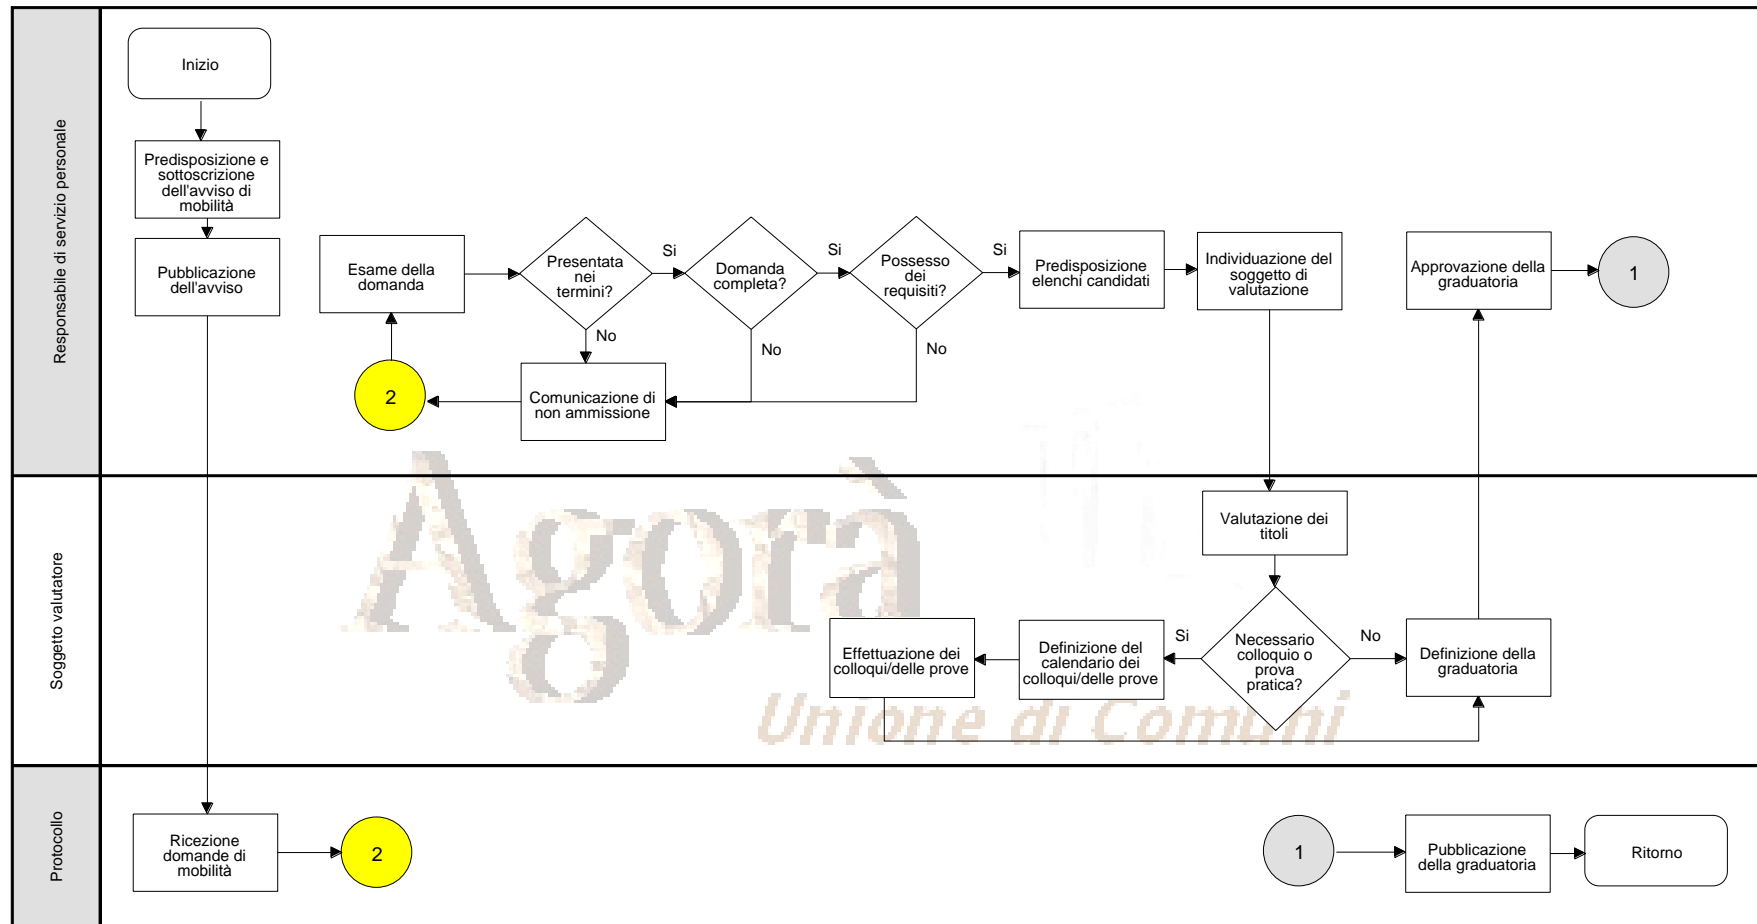 Responsabile di servizio personale
Inizio
Predisposizione e
sottoscrizione
dell'avviso di
mobilità
Pubblicazione
dell'avviso
Esame della
domanda
Presentata
nei
termini?
Si
Domanda
completa?
Si
Possesso
dei
requisiti?
Si
Predisposizione
elenchi candidati
Individuazione del
soggetto di
valutazione
Approvazione della
graduatoria
1
No
No
No
2
Comunicazione di
non ammissione
Soggetto valutatore
Agorà
Unione di Comuni
Valutazione dei
titoli
Effettuazione dei
colloqui/delle prove
Definizione del
calendario dei
colloqui/delle prove
Si
Necessario
colloquio o
prova
pratica?
No
Definizione della
graduatoria
Protocollo
Ricezione
domande di
mobilità
2
1
Pubblicazione
della graduatoria
Ritorno